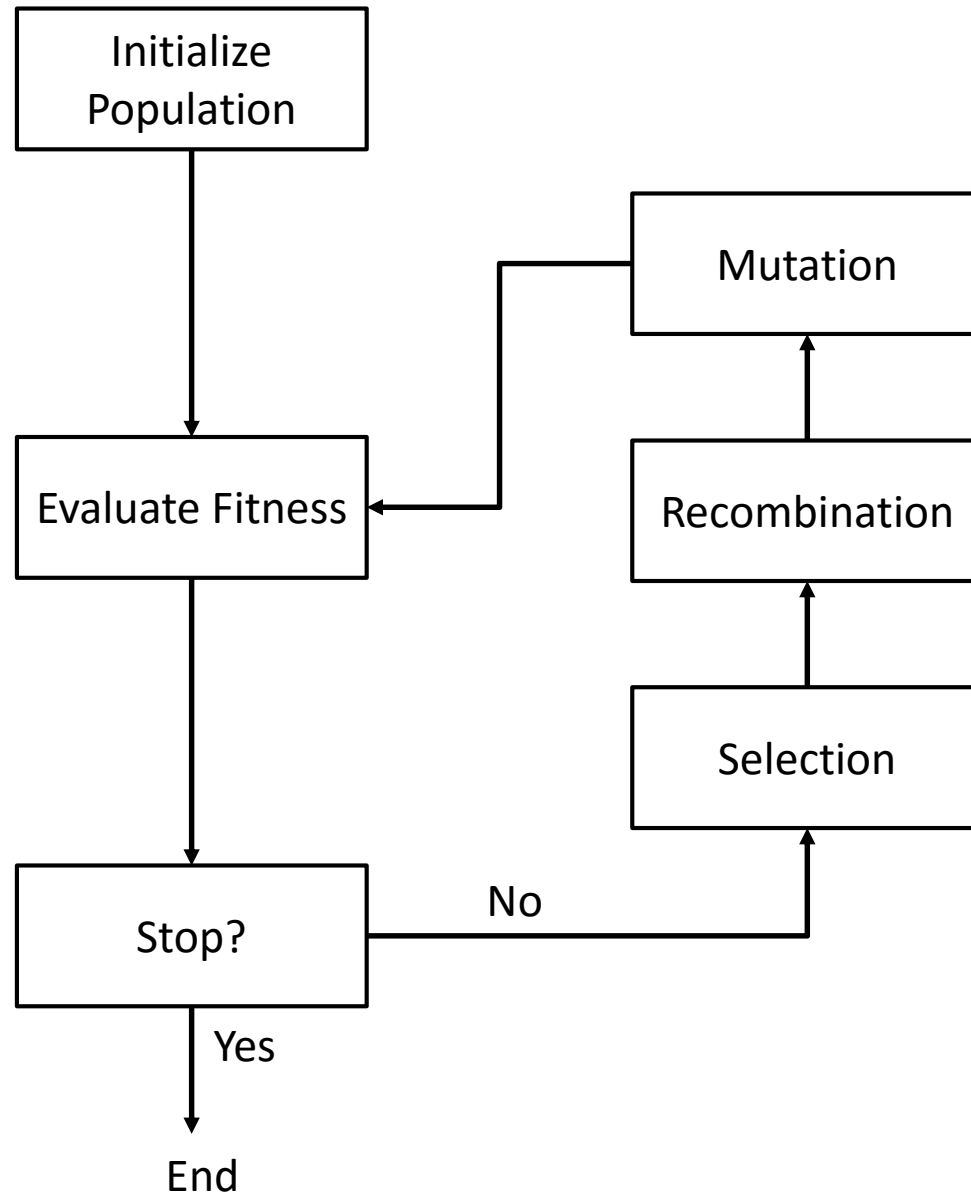 Initialize
Population
Mutation
Evaluate Fitness
Recombination
Selection
Stop?
No
Yes
End